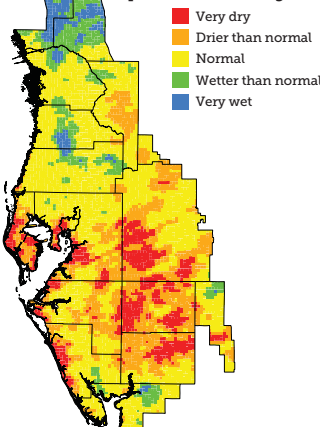 Very dry
Drier than normal
Normal
Wetter than normal
Very wet